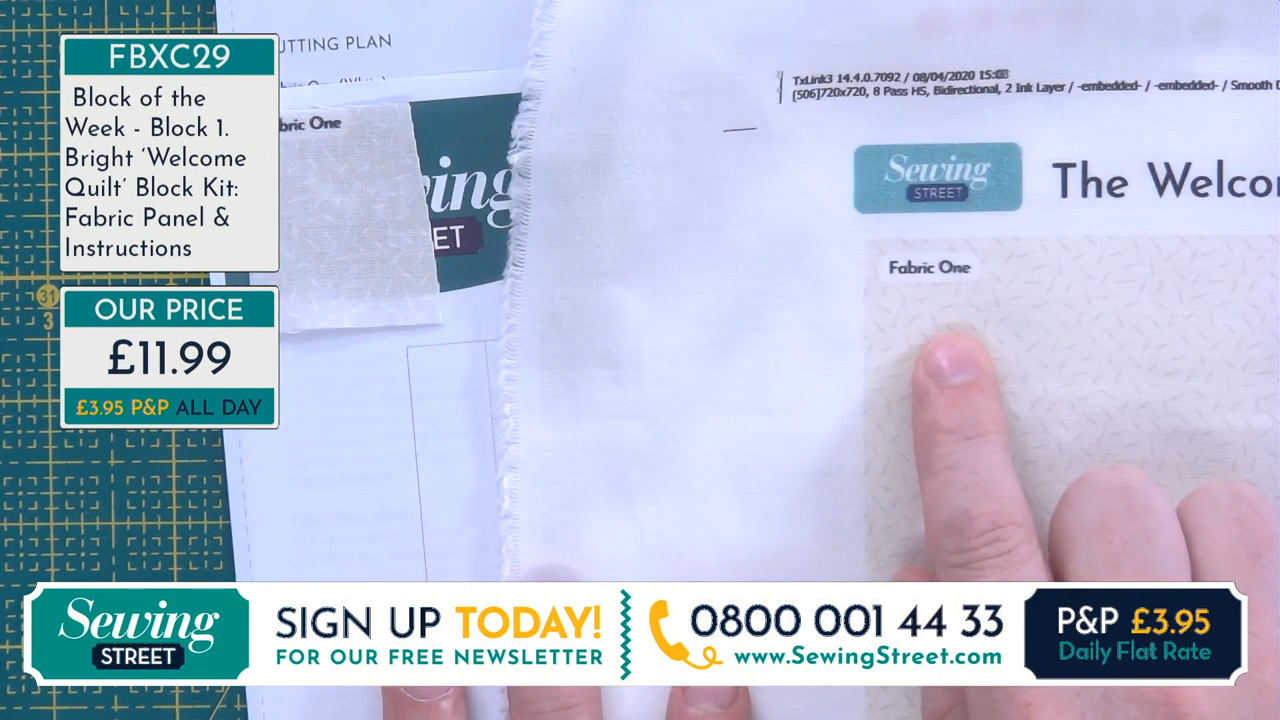 FBXC29
Block of the
Week - Block 1.
Bright ‘Welcome
Quilt’ Block Kit:
Fabric Panel &
Instructions
OUR PRICE
£11.99
£3.95 P&P ALL DAY
UTTING PLAN
bric One
wing
ET
TxLink3 14.4.0.7092 / 08/04/2020
[506]720x720, 8 Pass HS, Bidirectional, 2 Ink Layer / -embedded- / -embedded- / Smooth
Sewing
STREET
The Welco
Fabric One
31
3
Sewing
STREET
SIGN UP TODAY!
FOR OUR FREE NEWSLETTER
0800 001 44 33
www.SewingStreet.com
P&P £3.95
Daily Flat Rate